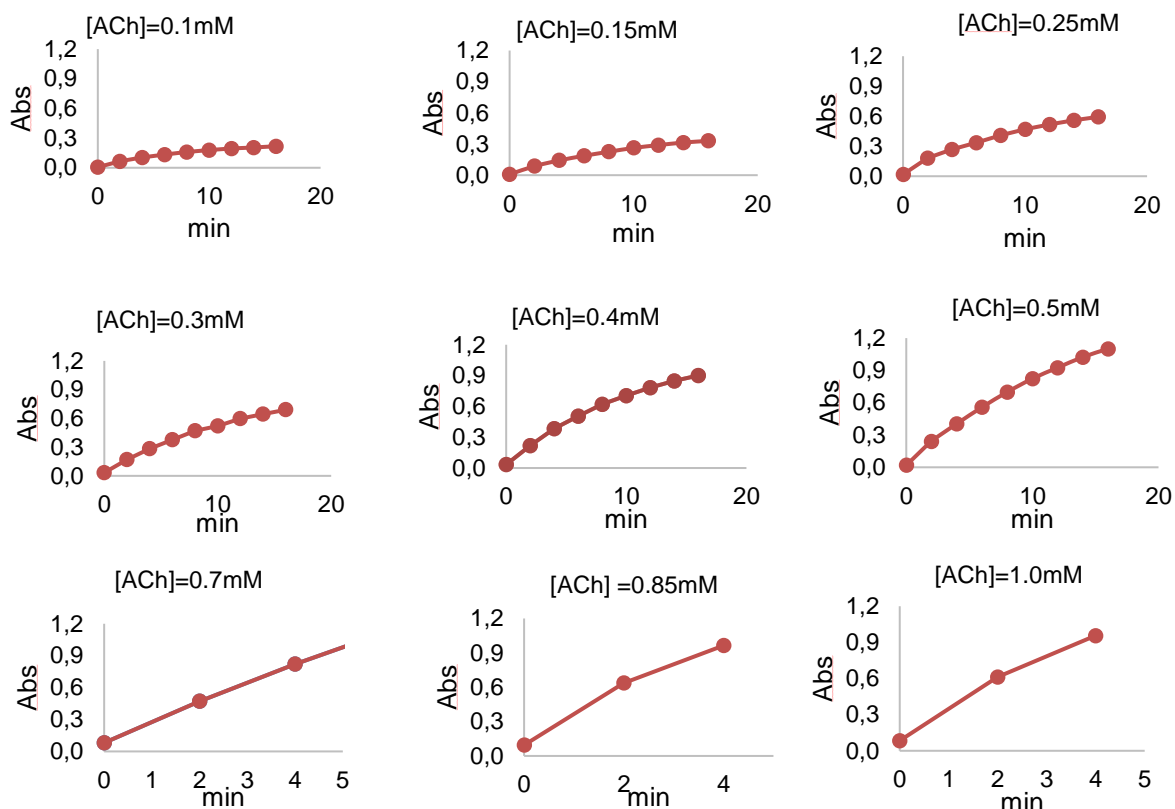 [ACh]=0.1mM
1,2
0,9
0,6
0,3
0,0
Abs
0 10 20
min
[ACh]=0.15mM
1,2
0,9
0,6
0,3
0,0
Abs
0 10 20
min
[ACh]=0.25mM
1,2
0,9
0,6
0,3
0,0
Abs
0 10 20
min
[ACh]=0.3mM
1,2
0,9
0,6
0,3
0,0
Abs
0 10 20
min
[ACh]=0.4mM
1,2
0,9
0,6
0,3
0,0
Abs
0 10 20
min
[ACh]=0.5mM
1,2
0,9
0,6
0,3
0,0
Abs
0 10 20
min
[ACh]=0.7mM
1,2
0,9
0,6
0,3
0,0
Abs
0 1 2 3 4 5
min
[ACh] =0.85mM
1,2
0,9
0,6
0,3
0,0
Abs
0 2 4
min
[ACh]=1.0mM
1,2
0,9
0,6
0,3
0,0
Abs
0 1 2 3 4 5
min